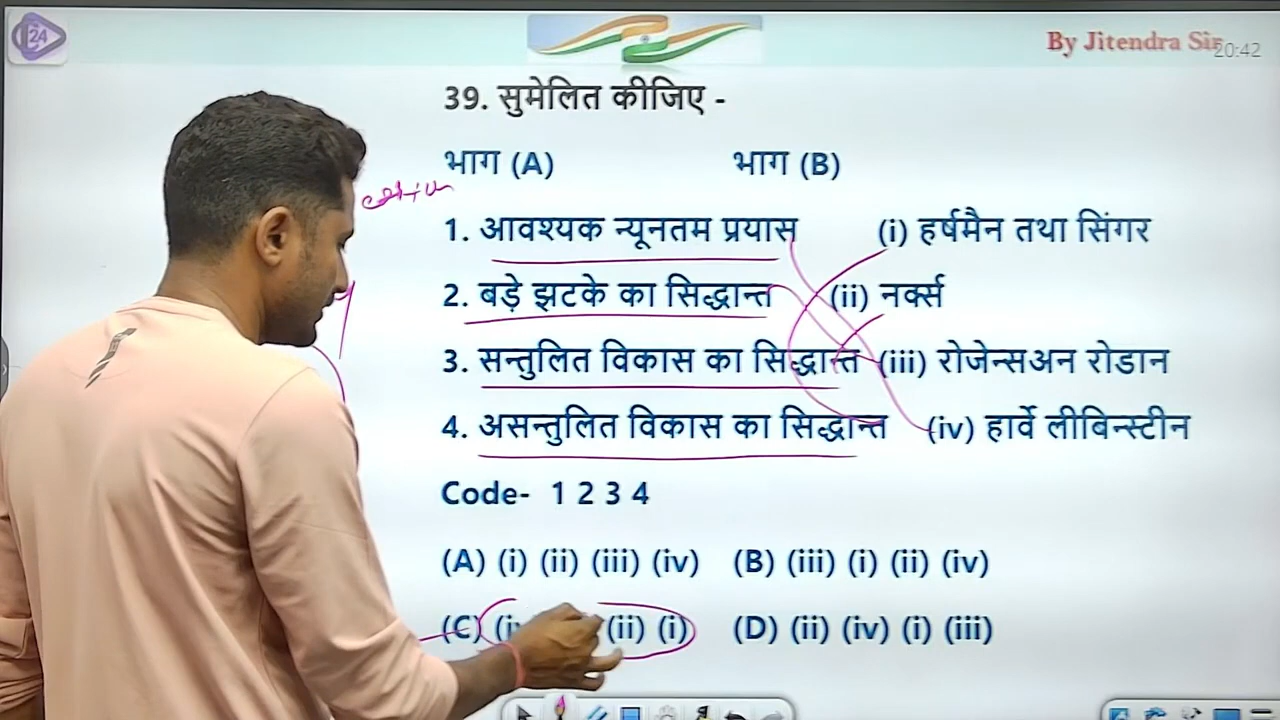 24
By Jitendra Sir
20:42
39. सुमेलित कीजिए -
भाग (A) भाग (B)
1. आवश्यक न्यूनतम प्रयास (i) हर्षमैन तथा सिंगर
2. बड़े झटके का सिद्धान्त (ii) नर्क्स
3. सन्तुलित विकास का सिद्धान्त (iii) रोजेन्सअन रोडान
4. असन्तुलित विकास का सिद्धान्त (iv) हार्वे लीबिन्स्टीन
Code- 1 2 3 4
(A) (i) (ii) (iii) (iv) (B) (iii) (i) (ii) (iv)
(C) (ii) (i) (D) (ii) (iv) (i) (iii)